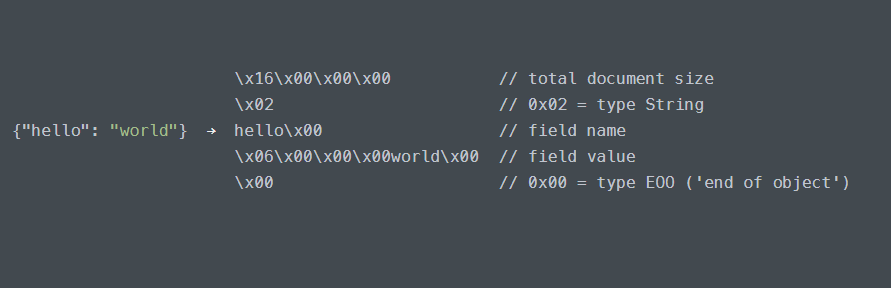 \x16\x00\x00\x00 // total document size
\x02 // 0x02 = type String
{"hello": "world"} → hello\x00 // field name
\x06\x00\x00\x00world\x00 // field value
\x00 // 0x00 = type EOO ('end of object')